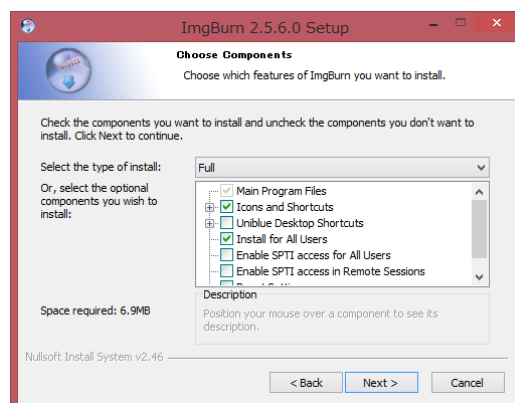 ImgBurn 2.5.6.0 Setup
Choose Components
Choose which features of ImgBurn you want to install.
Check the components you want to install and uncheck the components you don't want to
install. Click Next to continue.
Select the type of install:
Full
Or, select the optional
components you wish to
install:
Main Program Files
Icons and Shortcuts
Uniblue Desktop Shortcuts
Install for All Users
Enable SPTI access for All Users
Enable SPTI access in Remote Sessions
Space required: 6.9MB
Description
Position your mouse over a component to see its
description.
Nullsoft Install System v2.46
< Back
Next >
Cancel